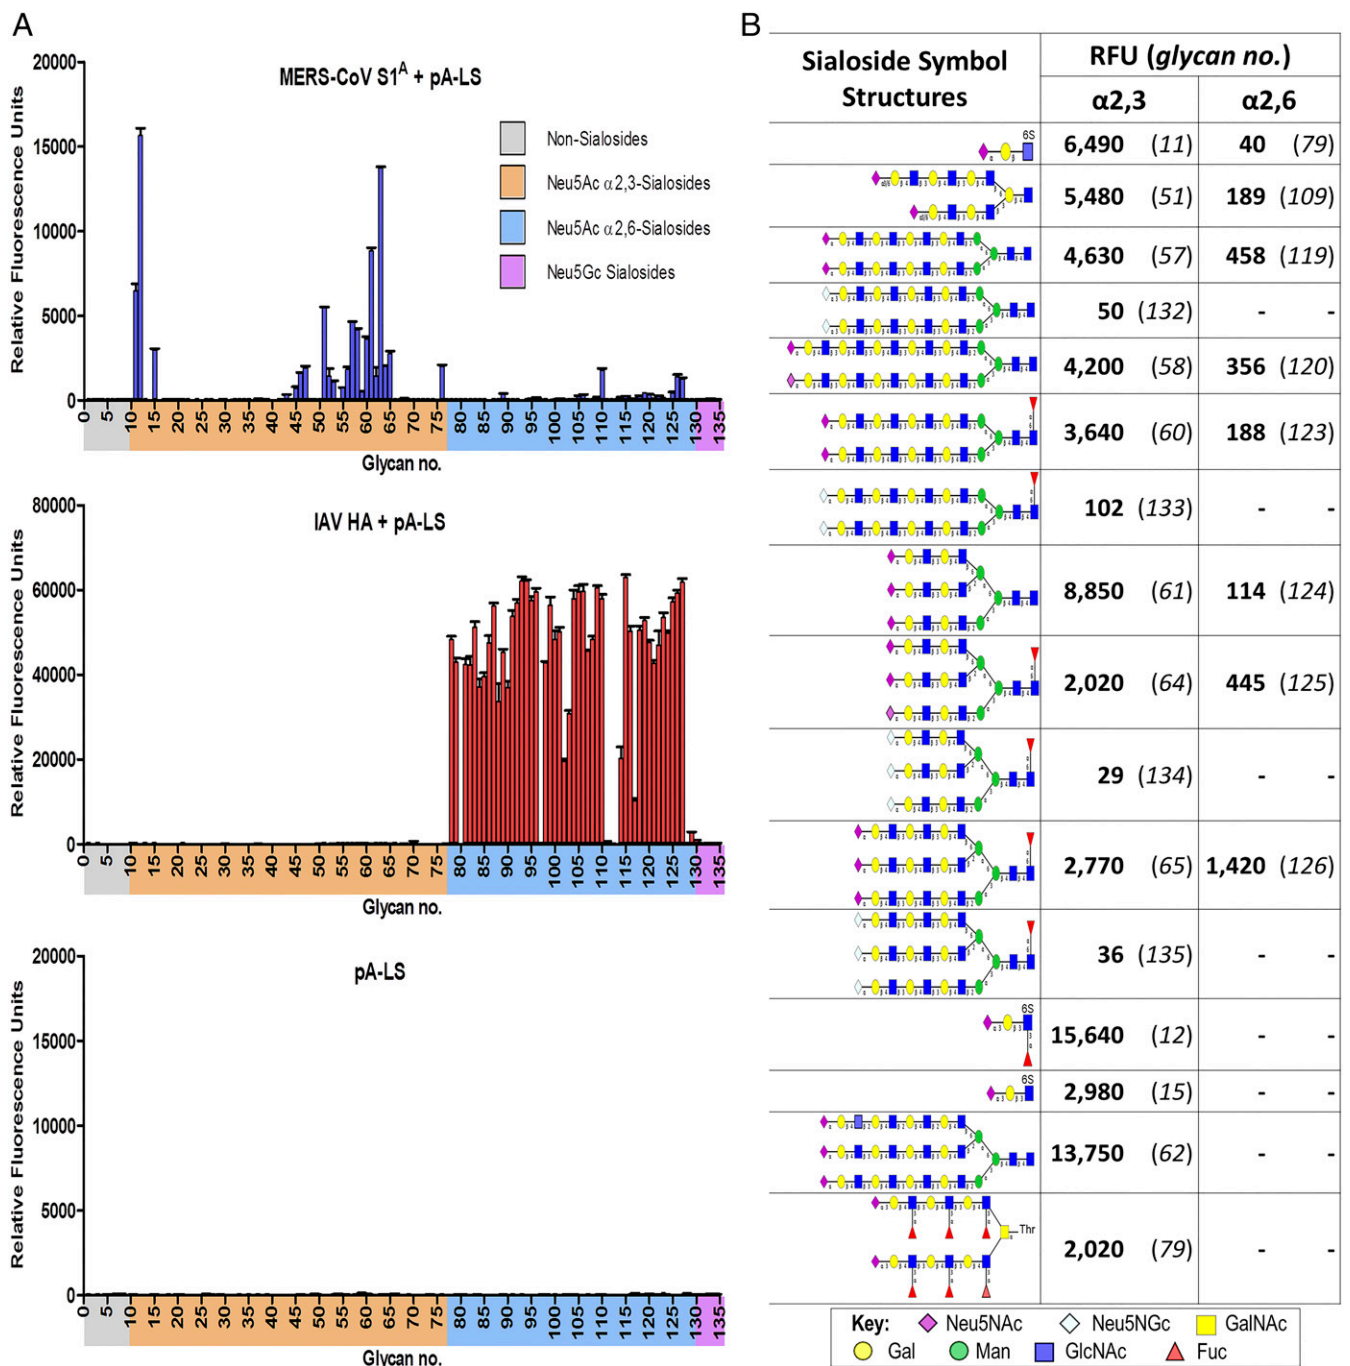 A
MERS-CoV S1A + pA-LS
Relative Fluorescence Units
20000
15000
10000
5000
0
Non-Sialosides
Neu5Ac α2,3-Sialosides
Neu5Ac α2,6-Sialosides
Neu5Gc Sialosides
0 5 10 15 20 25 30 35 40 45 50 55 60 65 70 75 80 85 90 95 100 105 110 115 120 125 130 135
Glycan no.
IAV HA + pA-LS
Relative Fluorescence Units
80000
60000
40000
20000
0
0 5 10 15 20 25 30 35 40 45 50 55 60 65 70 75 80 85 90 95 100 105 110 115 120 125 130 135
Glycan no.
pA-LS
Relative Fluorescence Units
20000
15000
10000
5000
0
0 5 10 15 20 25 30 35 40 45 50 55 60 65 70 75 80 85 90 95 100 105 110 115 120 125 130 135
Glycan no.
B
Sialoside Symbol
Structures
RFU (glycan no.)
α2,3 α2,6
6S
6,490 (11) 40 (79)
5,480 (51) 189 (109)
4,630 (57) 458 (119)
50 (132) - -
4,200 (58) 356 (120)
3,640 (60) 188 (123)
102 (133) - -
8,850 (61) 114 (124)
2,020 (64) 445 (125)
29 (134) - -
2,770 (65) 1,420 (126)
36 (135) - -
6S
15,640 (12) - -
6S
2,980 (15) - -
13,750 (62) - -
Thr
2,020 (79) - -
Key: Neu5NAc Neu5NGc GalNAc
Gal Man GlcNAc Fuc